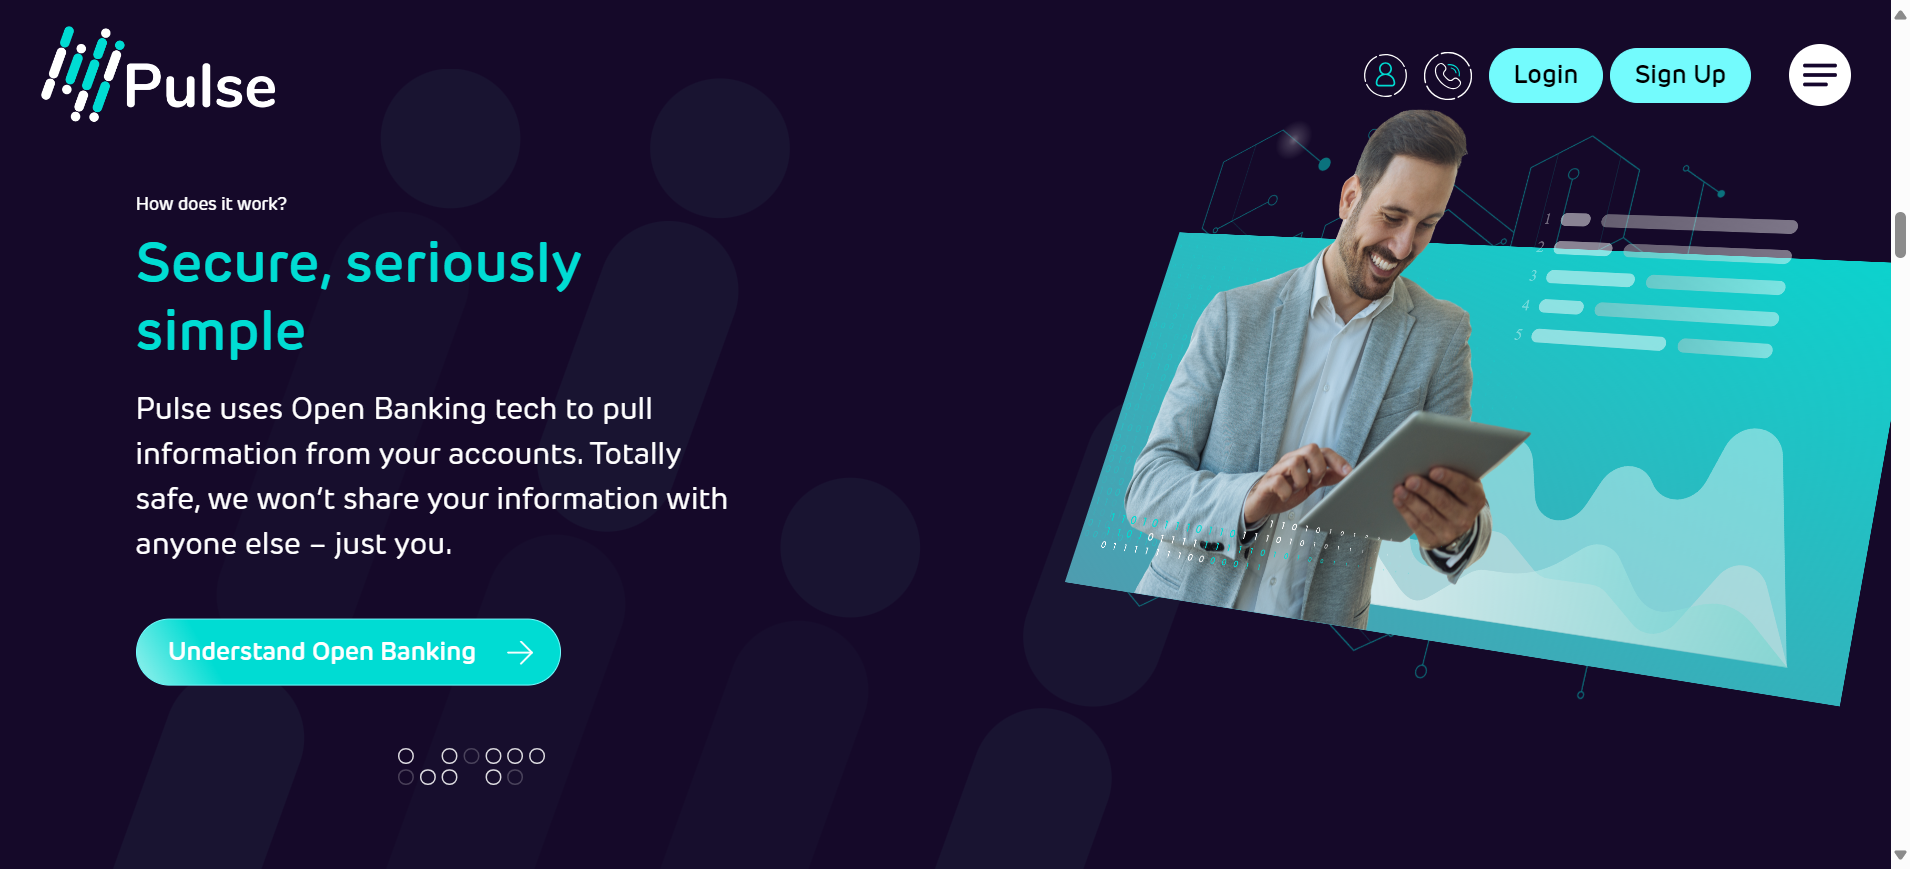 Pulse
Login
Sign Up
How does it work?
Secure, seriously
simple
Pulse uses Open Banking tech to pull
information from your accounts. Totally
safe, we won’t share your information with
anyone else – just you.
Understand Open Banking
1
2
3
4
5